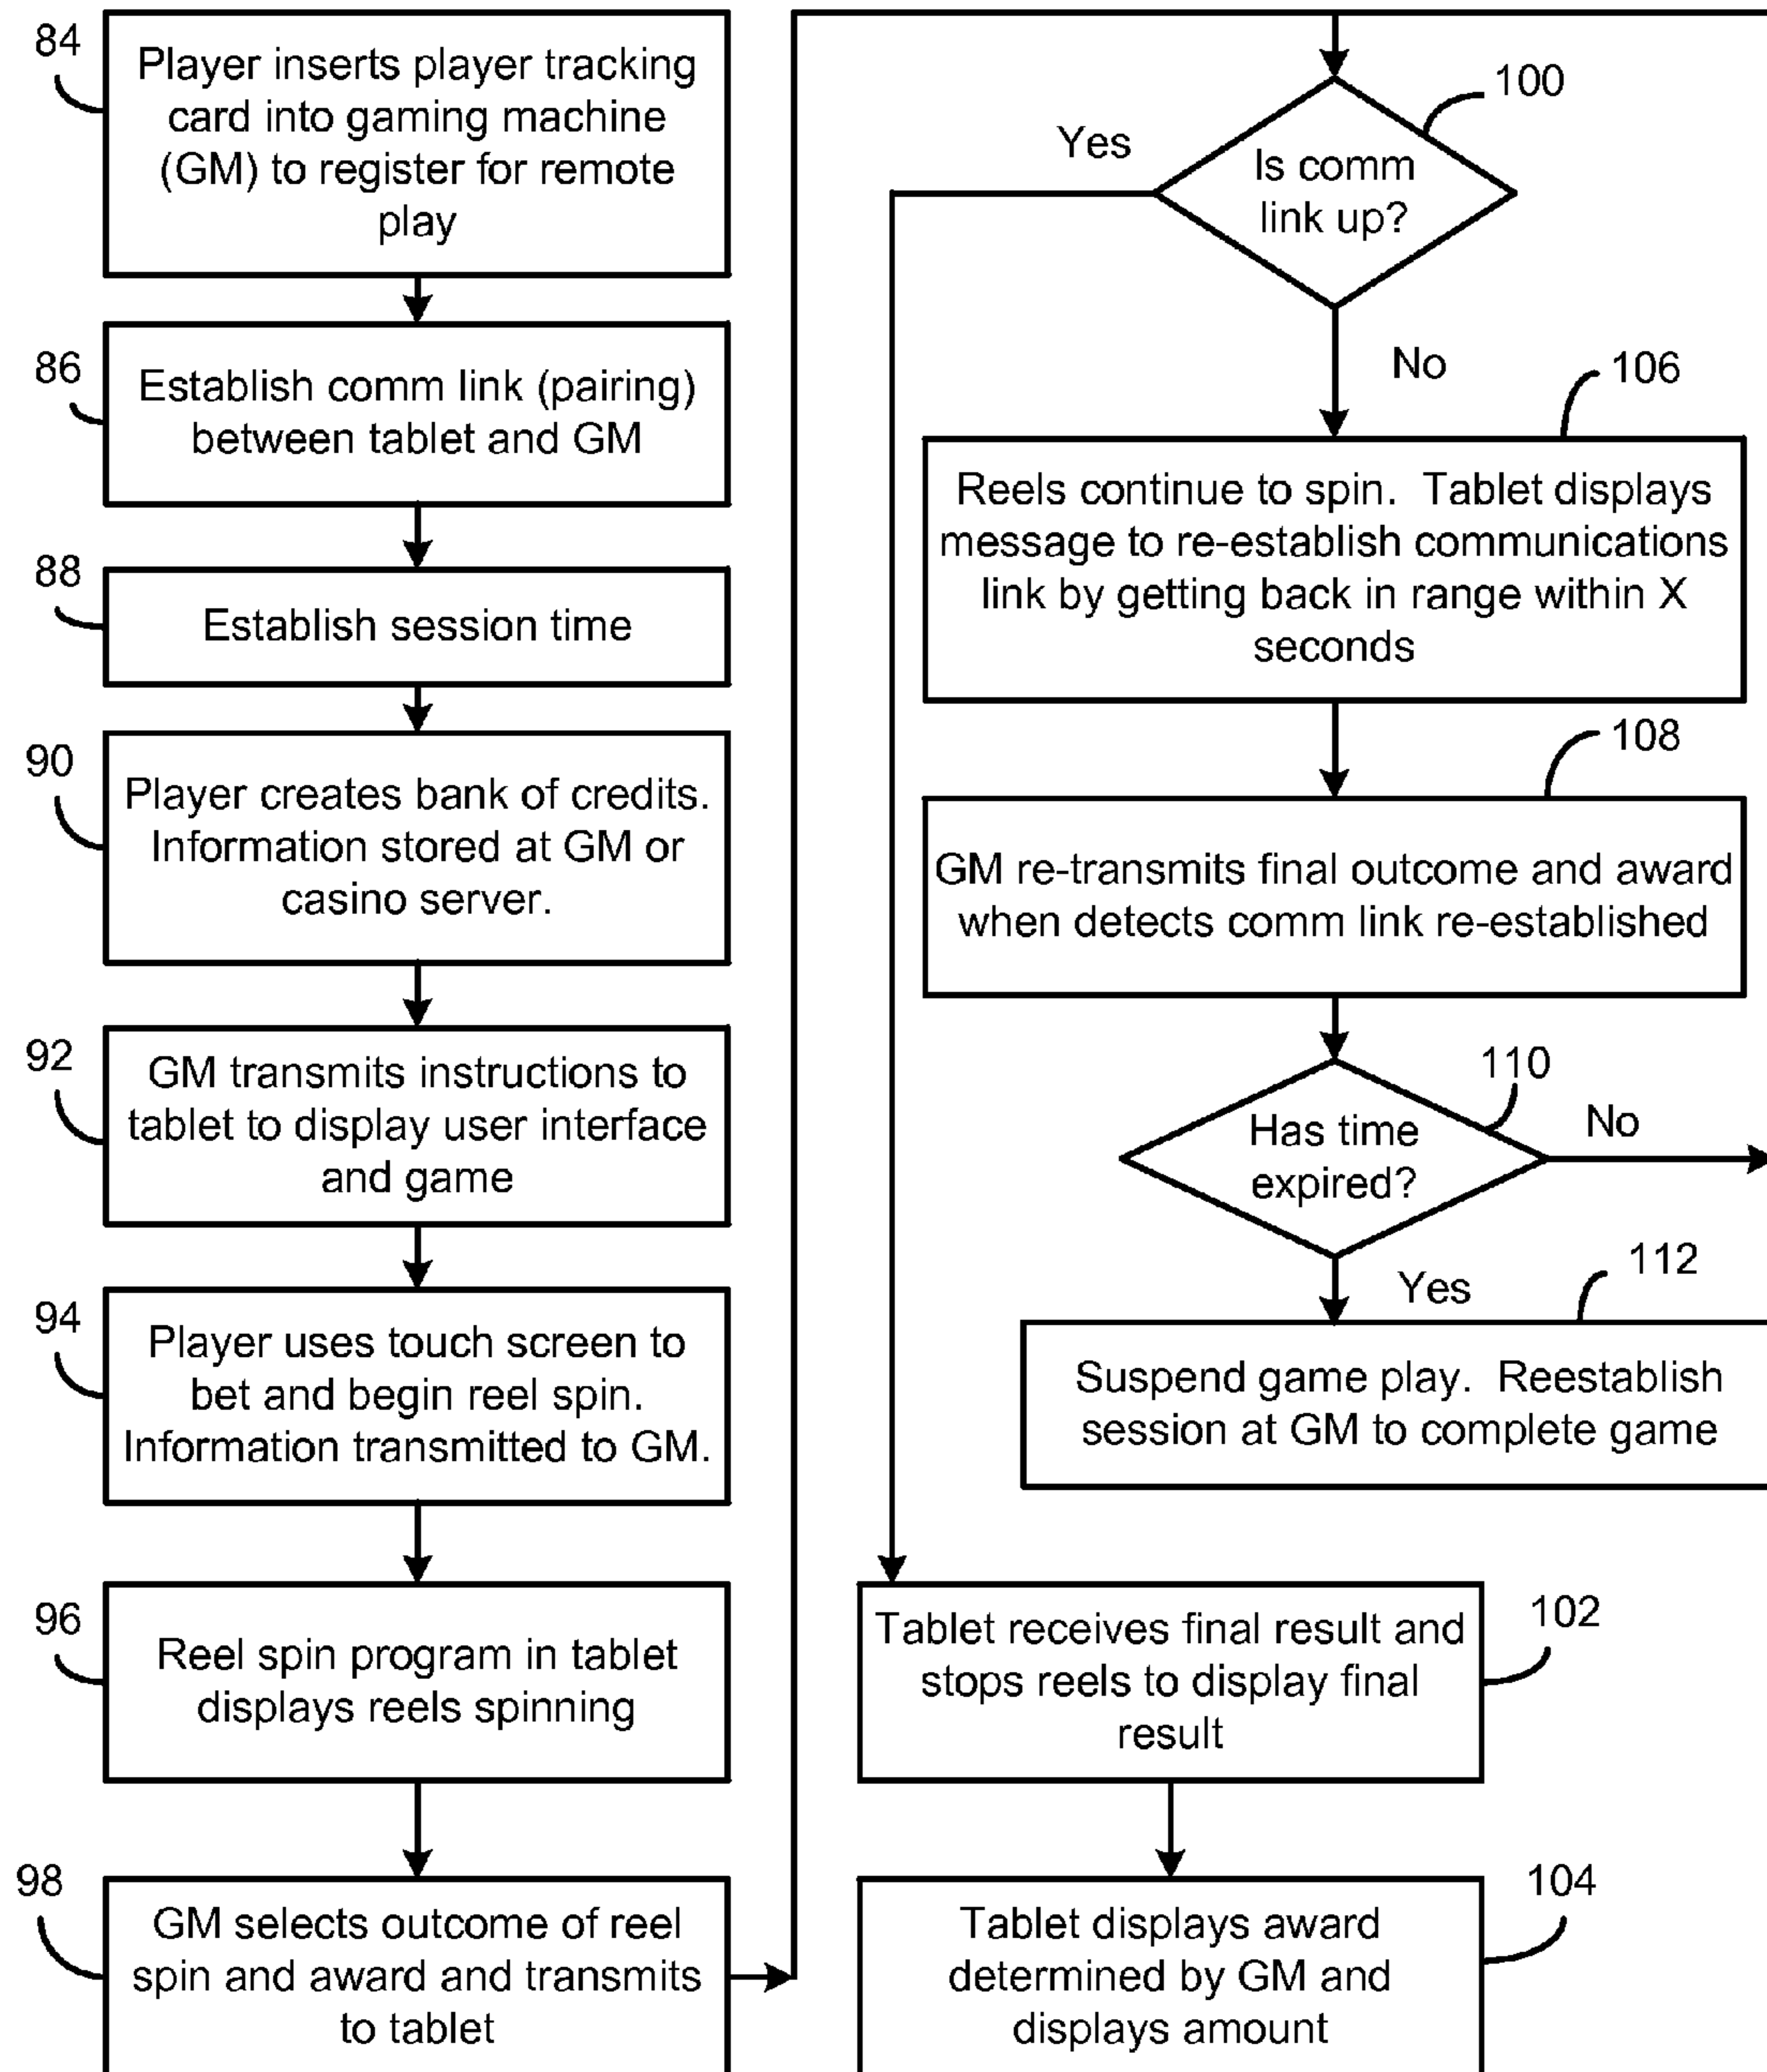 84
Player inserts player tracking
card into gaming machine
(GM) to register for remote
play
86
Establish comm link (pairing)
between tablet and GM
88
Establish session time
90
Player creates bank of credits.
Information stored at GM or
casino server.
92
GM transmits instructions to
tablet to display user interface
and game
94
Player uses touch screen to
bet and begin reel spin.
Information transmitted to GM.
96
Reel spin program in tablet
displays reels spinning
98
GM selects outcome of reel
spin and award and transmits
to tablet
100
Is comm
link up?
Yes
No
106
Reels continue to spin.  Tablet displays
message to re-establish communications
link by getting back in range within X
seconds
108
GM re-transmits final outcome and award
when detects comm link re-established
110
Has time
expired?
No
Yes
112
Suspend game play.  Reestablish
session at GM to complete game
102
Tablet receives final result and
stops reels to display final
result
104
Tablet displays award
determined by GM and
displays amount